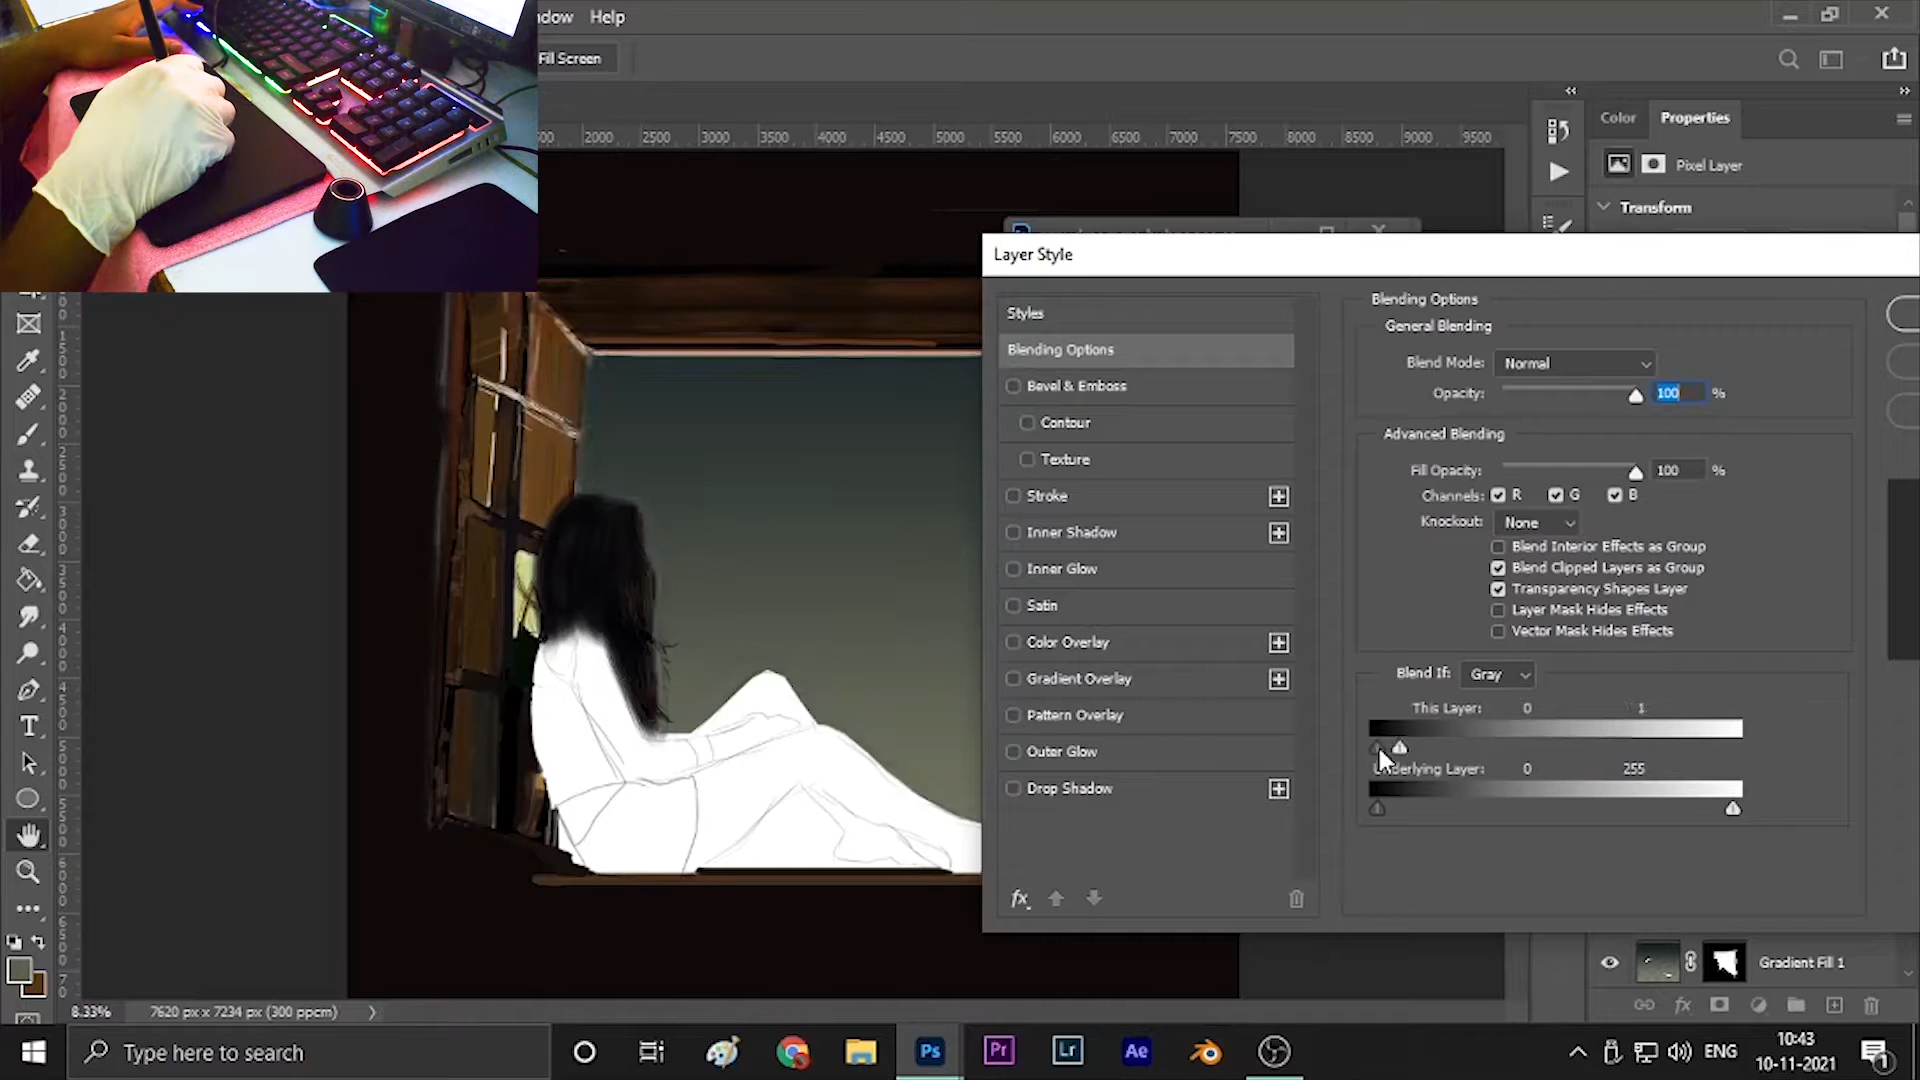 Help
Fill Screen
2000 2500 3000 3500 4000 4500 5000 5500 6000 6500 7000 7500 8000 8500 9000 9500
Color Properties
Pixel Layer
Transform
Layer Style
Styles
Blending Options
Bevel & Emboss
Contour
Texture
Stroke
Inner Shadow
Inner Glow
Satin
Color Overlay
Gradient Overlay
Pattern Overlay
Outer Glow
Drop Shadow
fx
Blending Options
General Blending
Blend Mode: Normal
Opacity: 100 %
Advanced Blending
Fill Opacity: 100 %
Channels: R G B
Knockout: None
Blend Interior Effects as Group
Blend Clipped Layers as Group
Transparency Shapes Layer
Layer Mask Hides Effects
Vector Mask Hides Effects
Blend If: Gray
This Layer: 0 1
Underlying Layer: 0 255
Gradient Fill 1
fx
8.33% 7620 px x 7234 px (300 ppcm)
Type here to search
Ps Pr Lr Ae
ENG
10:43
10-11-2021
1